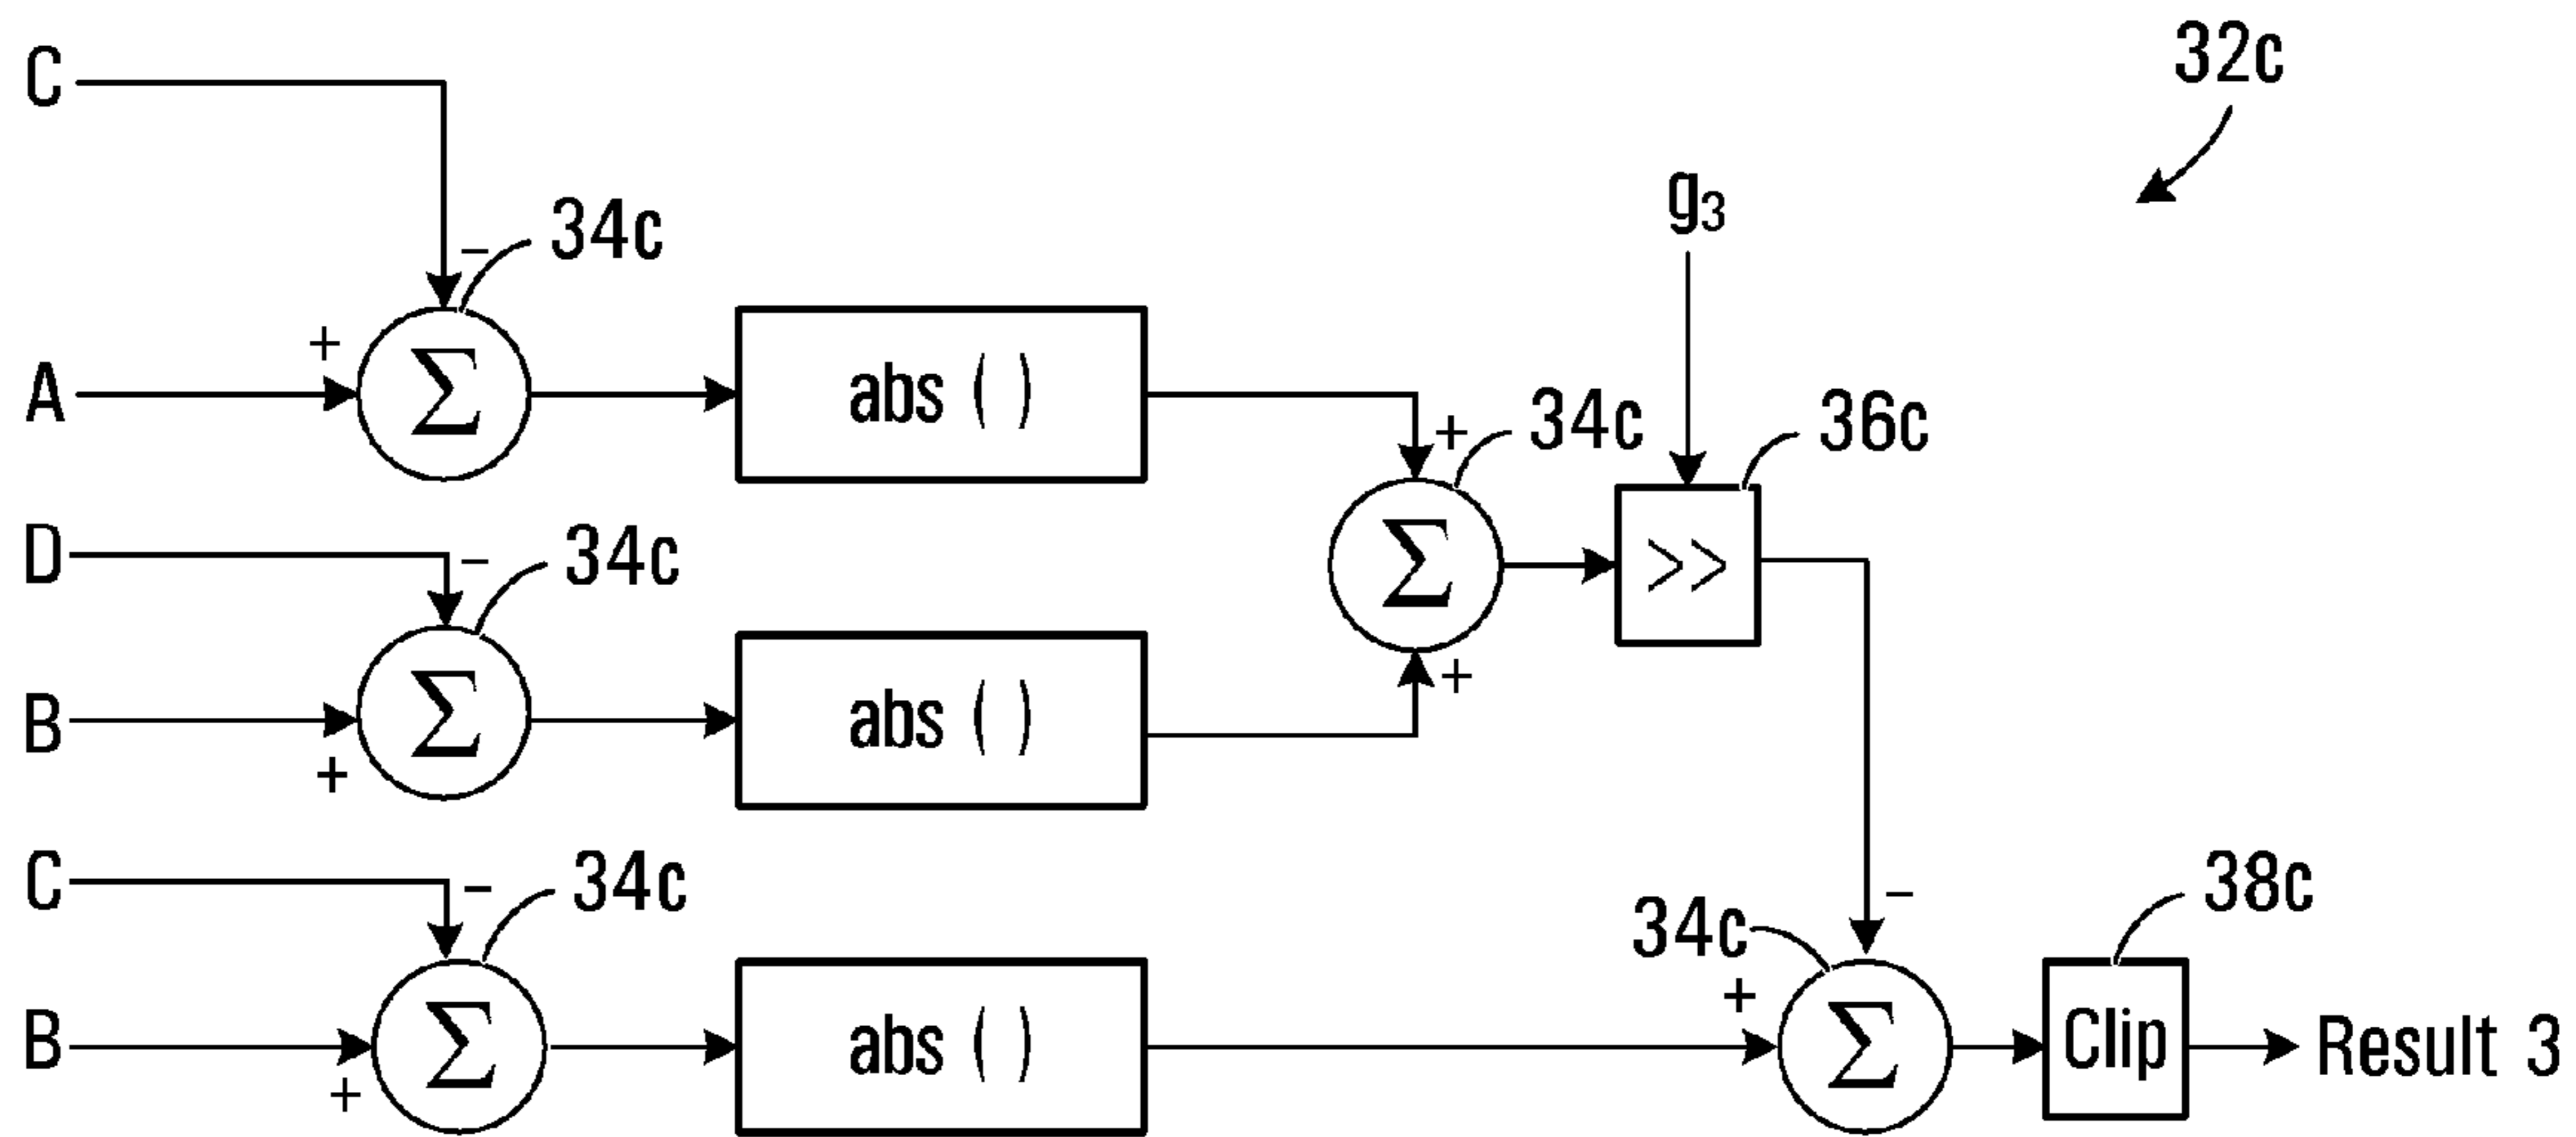 C
32c
g3
34c
-
+
A
Σ
abs ( )
34c
36c
+
D
-
34c
Σ
>>
B
Σ
abs ( )
+
+
C
-
34c
38c
34c
-
+
B
Σ
abs ( )
Σ
Clip
Result 3
+